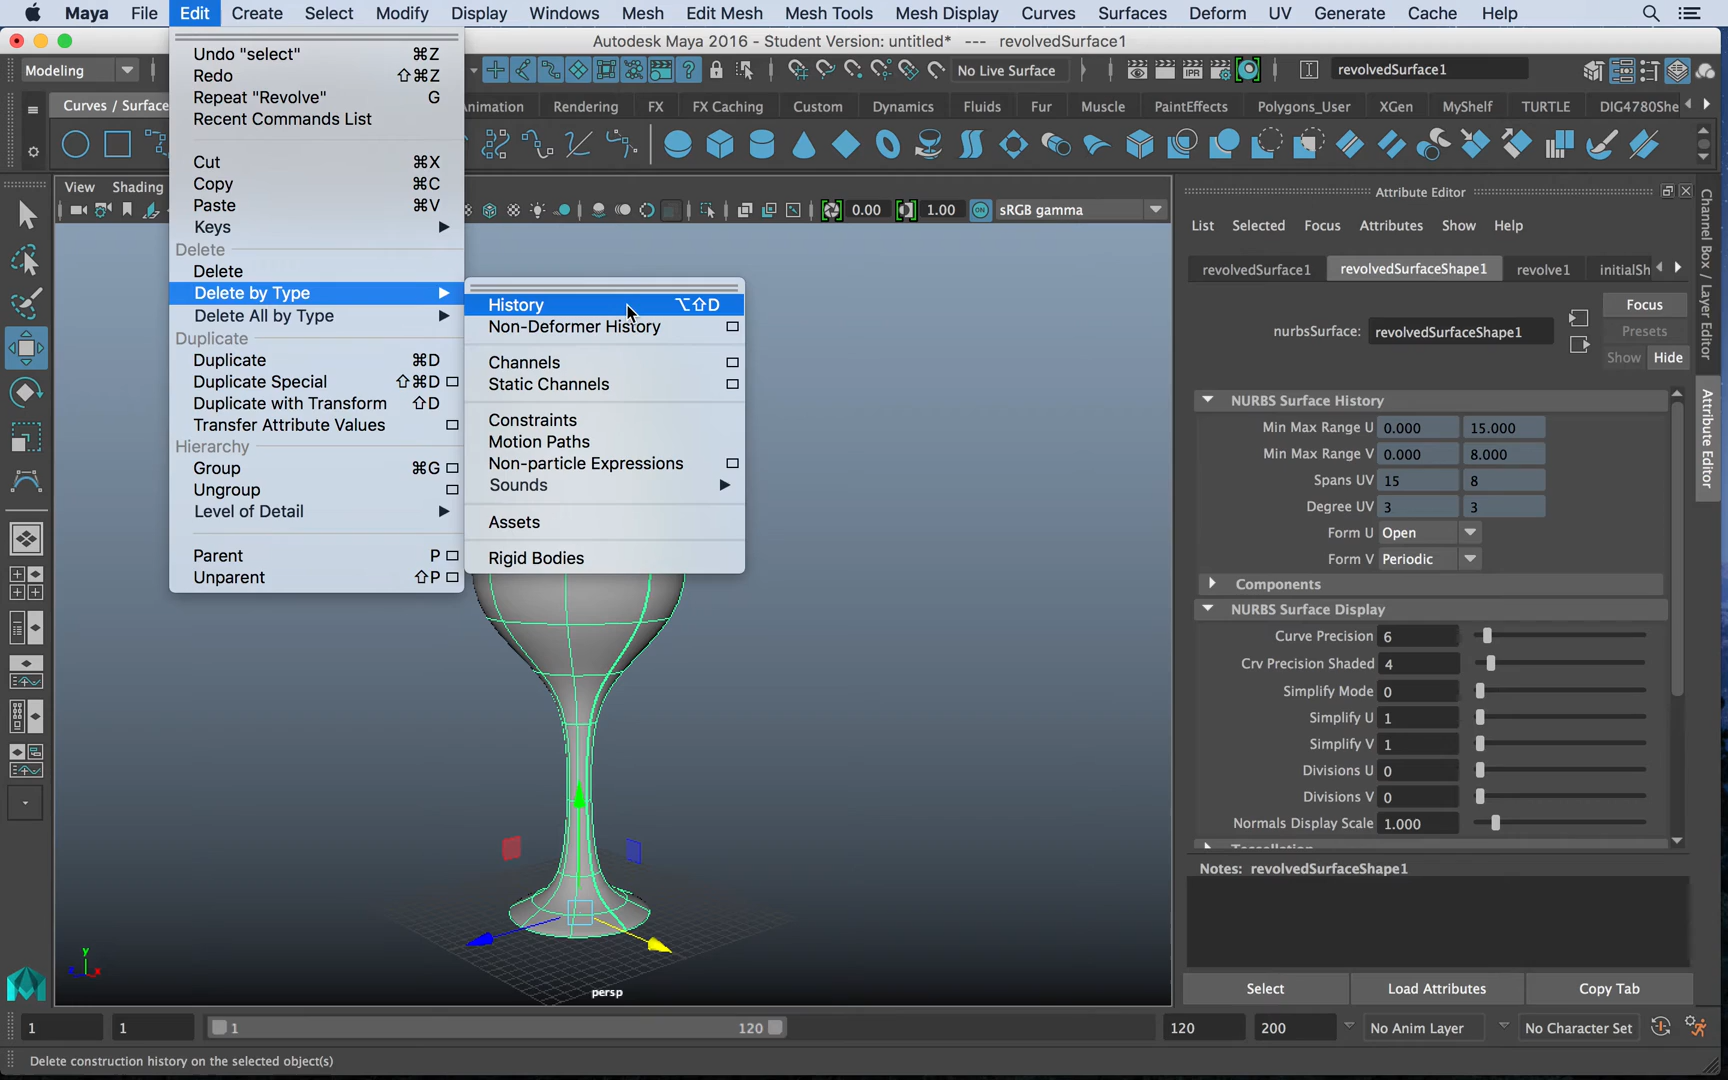 Maya File Edit Create Select Modify Display Windows Mesh Edit Mesh Mesh Tools Mesh Display Curves Surfaces Deform UV Generate Cache Help
Autodesk Maya 2016 - Student Version: untitled* --- revolvedSurface1
Modeling
No Live Surface
revolvedSurface1
Curves / Surface
nimation Rendering FX FX Caching Custom Dynamics Fluids Fur Muscle PaintEffects Polygons_User XGen MyShelf TURTLE DIG4780She
View Shading
0.00 1.00 ON sRGB gamma
IPR
Undo "select" ⌘Z
Redo ⇧⌘Z
Repeat "Revolve" G
Recent Commands List
Cut ⌘X
Copy ⌘C
Paste ⌘V
Keys
Delete
Delete
Delete by Type
Delete All by Type
Duplicate
Duplicate ⌘D
Duplicate Special ⇧⌘D
Duplicate with Transform ⇧D
Transfer Attribute Values
Hierarchy
Group ⌘G
Ungroup
Level of Detail
Parent P
Unparent ⇧P
History ⌥⇧D
Non-Deformer History
Channels
Static Channels
Constraints
Motion Paths
Non-particle Expressions
Sounds
Assets
Rigid Bodies
y
z x
persp
Attribute Editor
List Selected Focus Attributes Show Help
revolvedSurface1 revolvedSurfaceShape1 revolve1 initialSh
nurbsSurface: revolvedSurfaceShape1
Focus
Presets
Show Hide
NURBS Surface History
Min Max Range U 0.000 15.000
Min Max Range V 0.000 8.000
Spans UV 15 8
Degree UV 3 3
Form U Open
Form V Periodic
Components
NURBS Surface Display
Curve Precision 6
Crv Precision Shaded 4
Simplify Mode 0
Simplify U 1
Simplify V 1
Divisions U 0
Divisions V 0
Normals Display Scale 1.000
Tessellation
Notes: revolvedSurfaceShape1
Select Load Attributes Copy Tab
Channel Box / Layer Editor
Attribute Editor
1 1 1 120 120 200 No Anim Layer No Character Set
Delete construction history on the selected object(s)